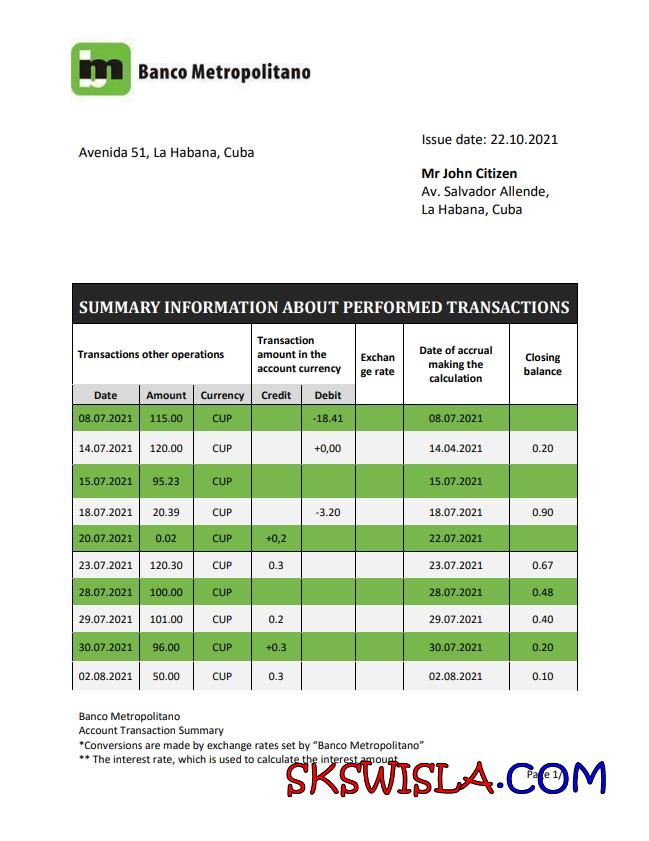 bm Banco Metropolitano
Issue date: 22.10.2021
Avenida 51, La Habana, Cuba
Mr John Citizen
Av. Salvador Allende,
La Habana, Cuba
SUMMARY INFORMATION ABOUT PERFORMED TRANSACTIONS
Transactions other operations
Transaction
amount in the
account currency
Exchan
ge rate
Date of accrual
making the
calculation
Closing
balance
Date Amount Currency Credit Debit
08.07.2021 115.00 CUP -18.41 08.07.2021
14.07.2021 120.00 CUP +0,00 14.04.2021 0.20
15.07.2021 95.23 CUP 15.07.2021
18.07.2021 20.39 CUP -3.20 18.07.2021 0.90
20.07.2021 0.02 CUP +0,2 22.07.2021
23.07.2021 120.30 CUP 0.3 23.07.2021 0.67
28.07.2021 100.00 CUP 28.07.2021 0.48
29.07.2021 101.00 CUP 0.2 29.07.2021 0.40
30.07.2021 96.00 CUP +0.3 30.07.2021 0.20
02.08.2021 50.00 CUP 0.3 02.08.2021 0.10
Banco Metropolitano
Account Transaction Summary
*Conversions are made by exchange rates set by “Banco Metropolitano”
** The interest rate, which is used to calculate the interest amount
SKSWISLA.COM
Page 1/